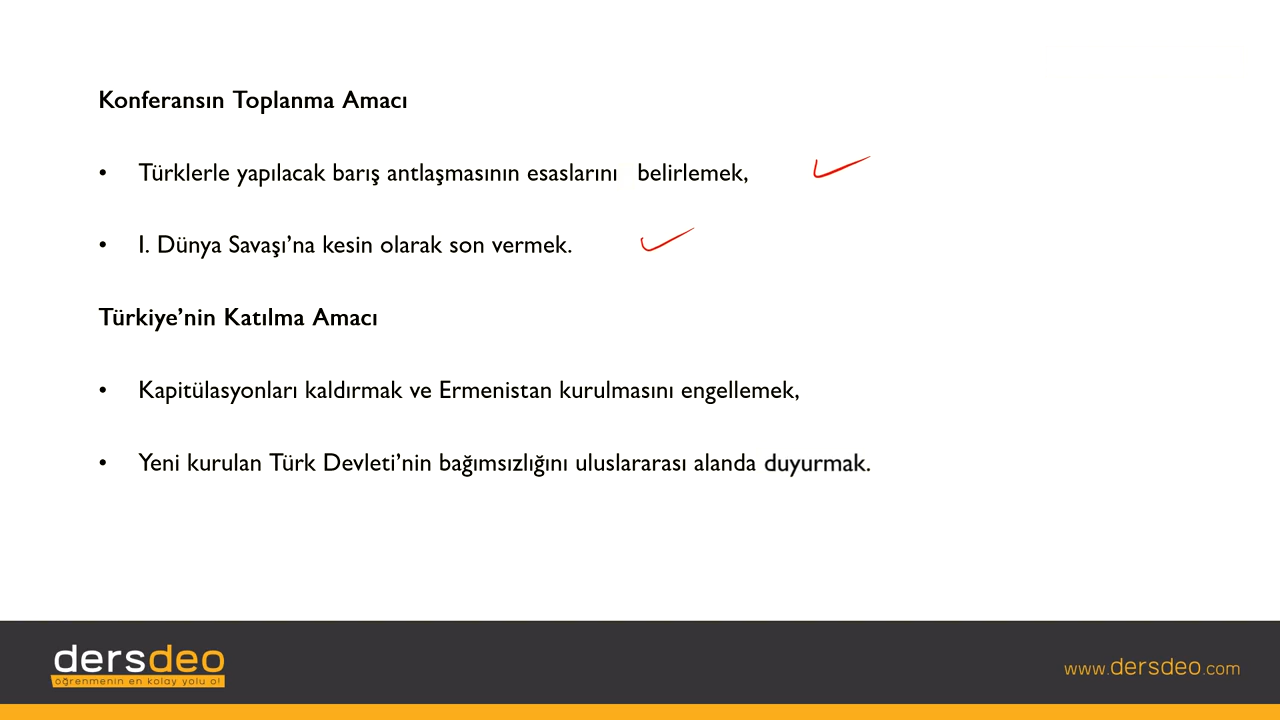 Konferansın Toplanma Amacı
• Türklerle yapılacak barış antlaşmasının esaslarını belirlemek,
• I. Dünya Savaşı’na kesin olarak son vermek.
Türkiye’nin Katılma Amacı
• Kapitülasyonları kaldırmak ve Ermenistan kurulmasını engellemek,
• Yeni kurulan Türk Devleti’nin bağımsızlığını uluslararası alanda duyurmak.
dersdeo
öğrenmenin en kolay yolu o!
www.dersdeo.com